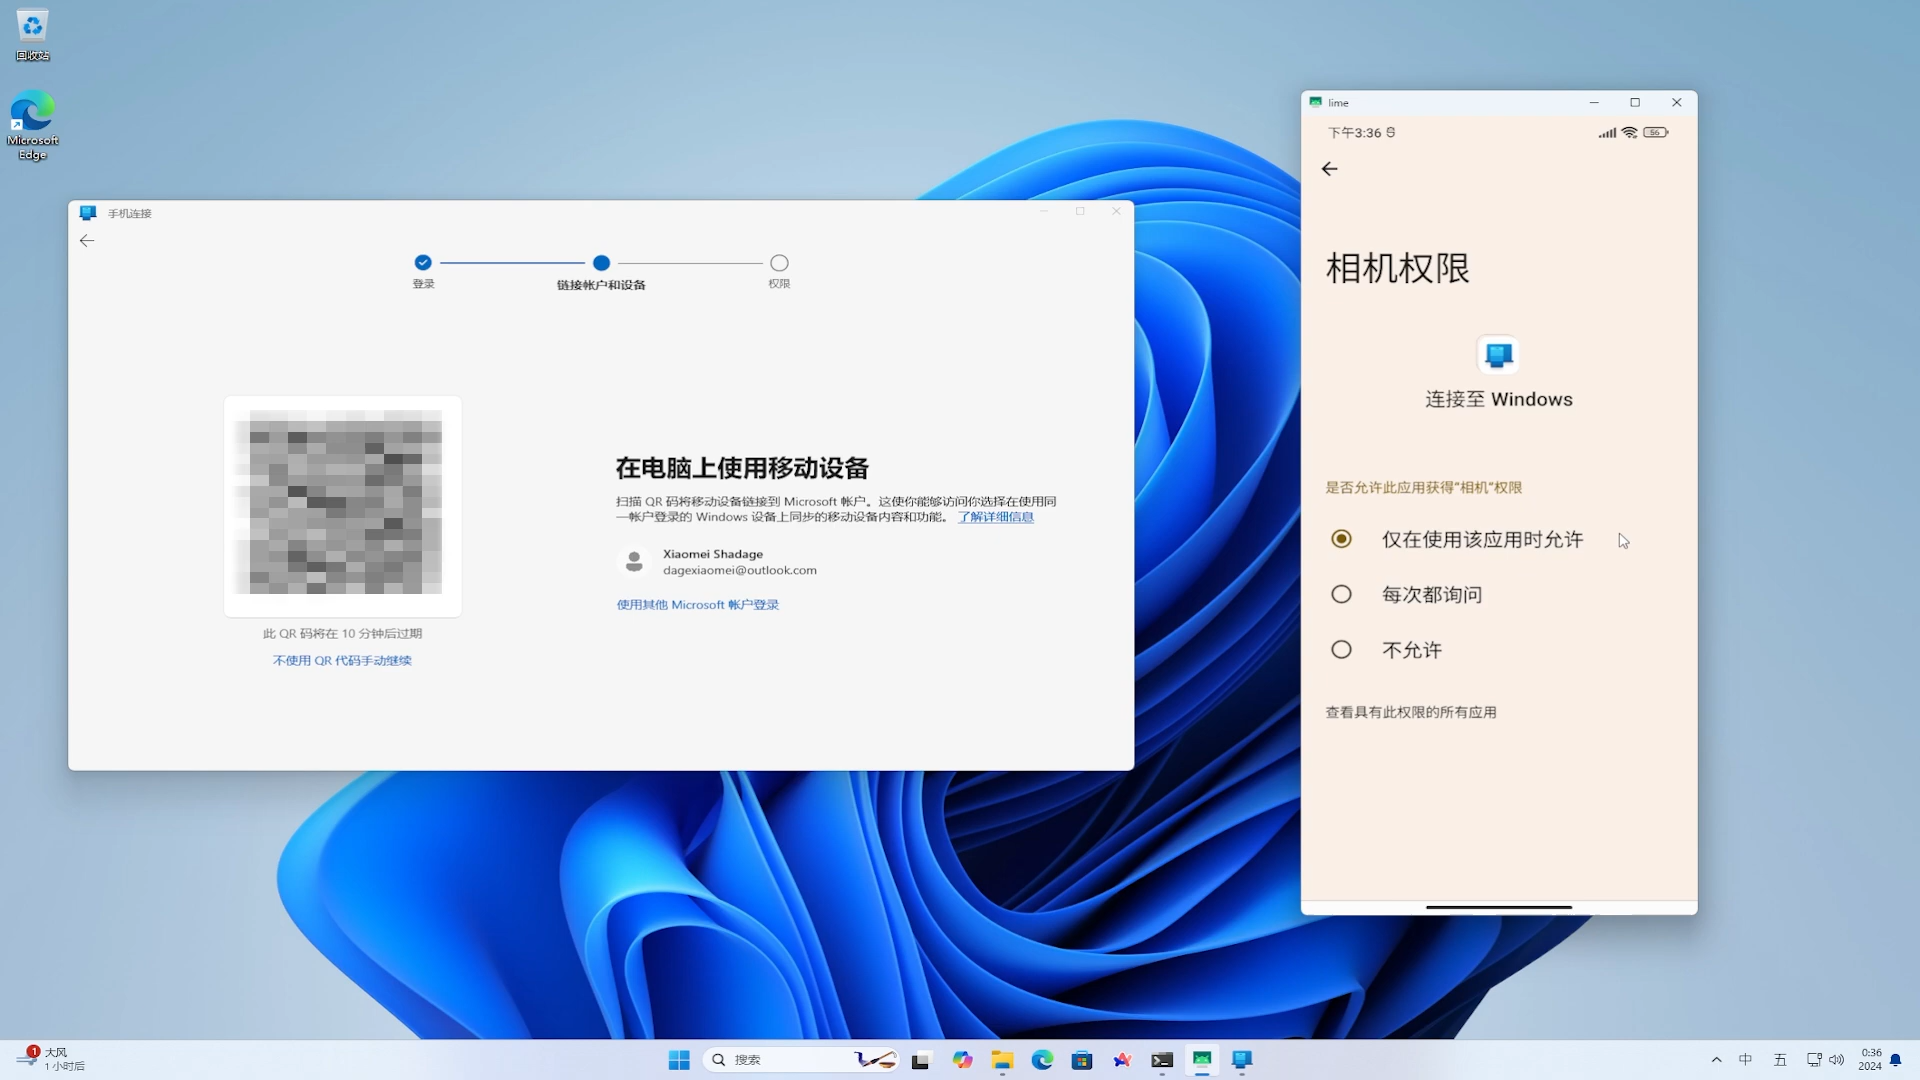 回收站
Microsoft
Edge
手机连接
登录
链接帐户和设备
权限
在电脑上使用移动设备
扫描 QR 码将移动设备链接到 Microsoft 帐户。这使你能够访问你选择在使用同
一帐户登录的 Windows 设备上同步的移动设备内容和功能。 了解详细信息
Xiaomei Shadage
dagexiaomei@outlook.com
使用其他 Microsoft 帐户登录
此 QR 码将在 10 分钟后过期
不使用 QR 代码手动继续
lime
下午3:36
56
相机权限
连接至 Windows
是否允许此应用获得"相机"权限
仅在使用该应用时允许
每次都询问
不允许
查看具有此权限的所有应用
1
大风
1 小时后
搜索
中
五
0:36
2024